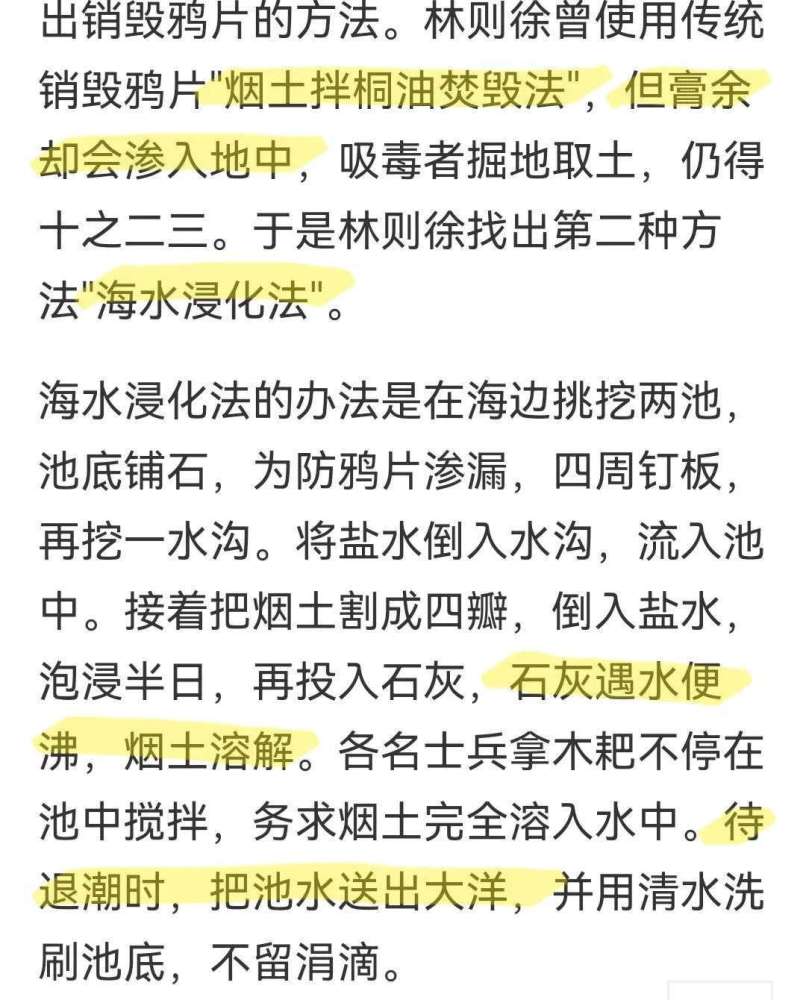 出销毁鸦片的方法。林则徐曾使用传统
销毁鸦片"烟土拌桐油焚毁法"，但膏余
却会渗入地中，吸毒者掘地取土，仍得
十之二三。于是林则徐找出第二种方
法"海水浸化法"。
海水浸化法的办法是在海边挑挖两池，
池底铺石，为防鸦片渗漏，四周钉板，
再挖一水沟。将盐水倒入水沟，流入池
中。接着把烟土割成四瓣，倒入盐水，
泡浸半日，再投入石灰，石灰遇水便
沸，烟土溶解。各名士兵拿木耙不停在
池中搅拌，务求烟土完全溶入水中。待
退潮时，把池水送出大洋，并用清水洗
刷池底，不留涓滴。